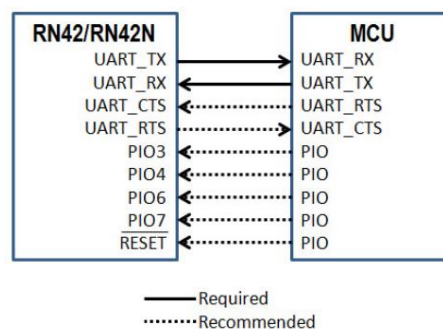 RN42/RN42N MCU
UART_TX UART_RX
UART_RX UART_TX
UART_CTS UART_RTS
UART_RTS UART_CTS
PIO3 PIO
PIO4 PIO
PIO6 PIO
PIO7 PIO
RESET PIO
Required
Recommended